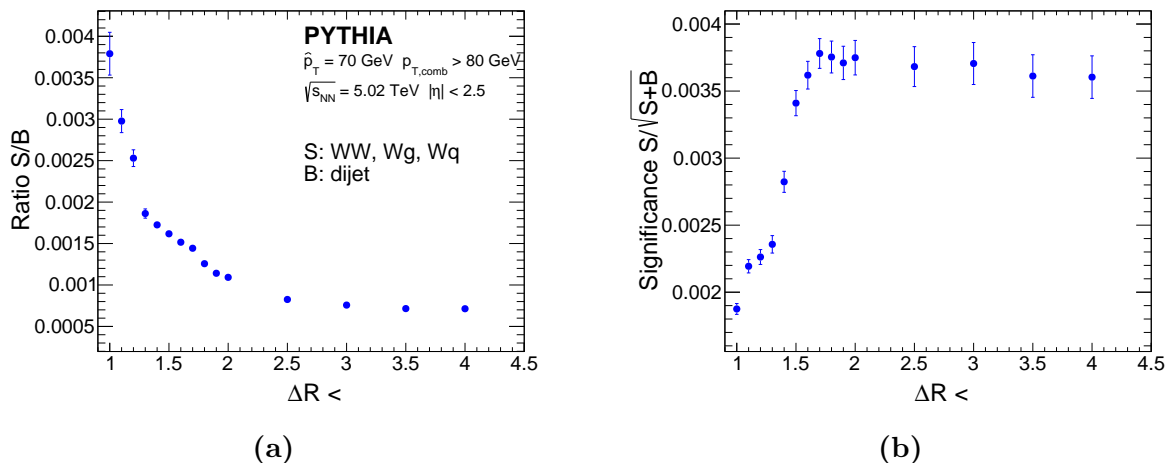 0.004
0.0035
0.003
0.0025
0.002
0.0015
0.001
0.0005
Ratio S/B
PYTHIA
p̂T = 70 GeV pT,comb > 80 GeV
√sNN = 5.02 TeV |η| < 2.5
S: WW, Wg, Wq
B: dijet
1 1.5 2 2.5 3 3.5 4 4.5
ΔR <
(a)
0.004
0.0035
0.003
0.0025
0.002
Significance S/√S+B
1 1.5 2 2.5 3 3.5 4 4.5
ΔR <
(b)